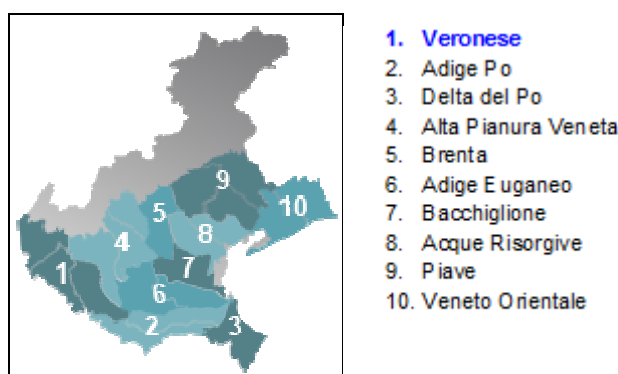 1. Veronese
2. Adige Po
3. Delta del Po
4. Alta Pianura Veneta
5. Brenta
6. Adige Euganeo
7. Bacchiglione
8. Acque Risorgive
9. Piave
10. Veneto Orientale
9
10
5
8
4
7
1
6
2
3